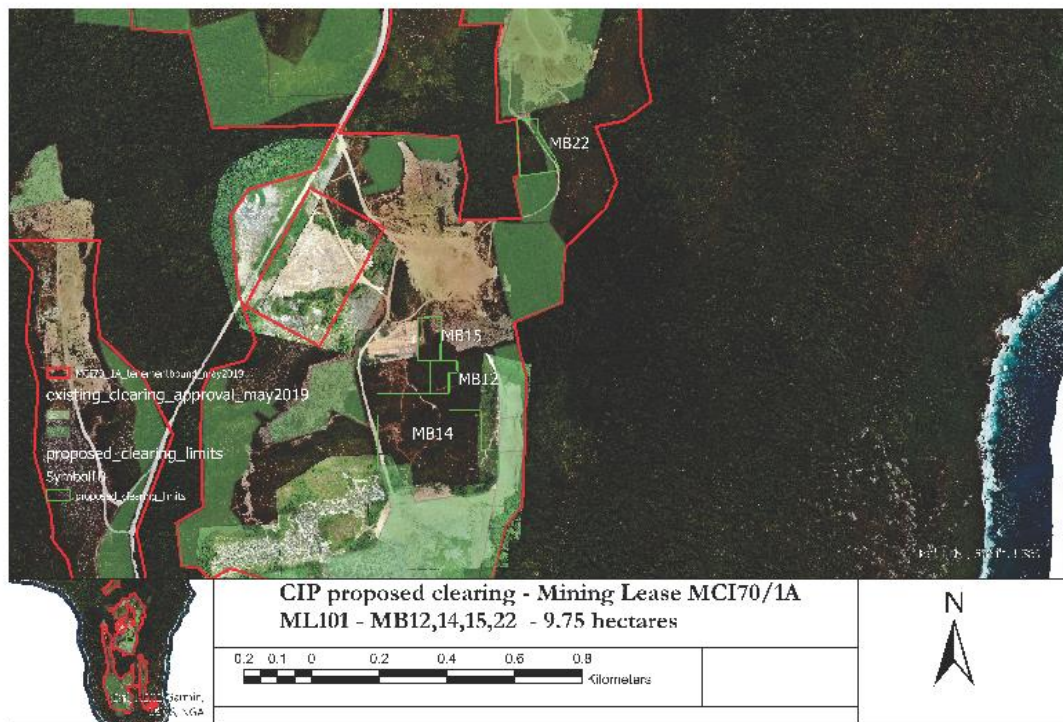 MB22
MB15
MB12
MB14
existing_clearing_approval_may2019
proposed_clearing_limits
proposed_clearing_limits
CIP proposed clearing - Mining Lease MCI70/1A
ML101 - MB12,14,15,22 - 9.75 hectares
0.2 0.1 0 0.2 0.4 0.6 0.8
Kilometers
N